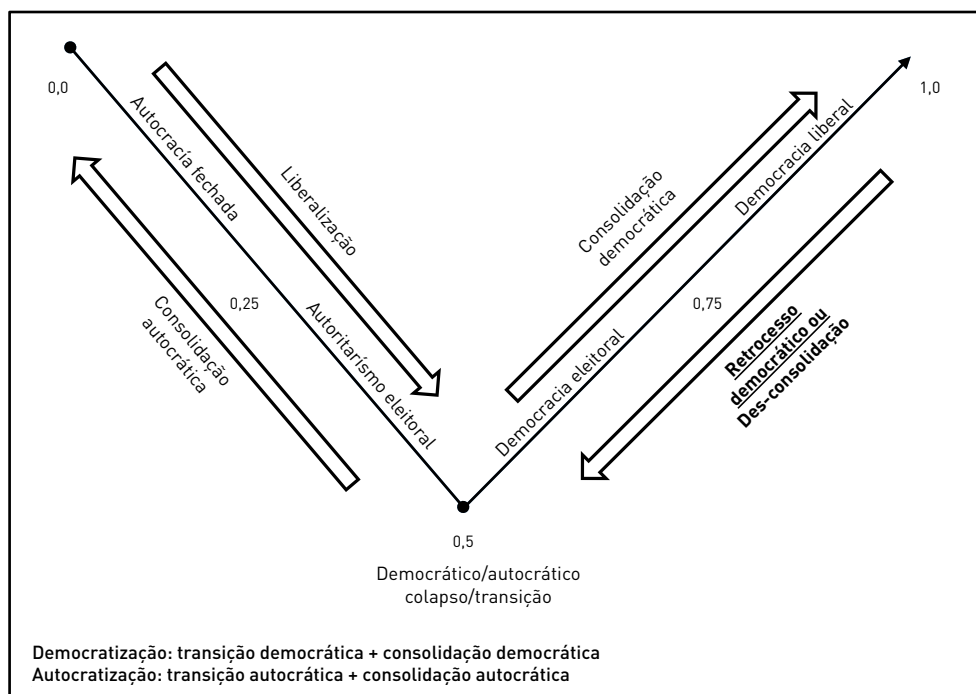 0,0
1,0
Autocracía fechada
Liberalização
Consolidação
democrática
Democracia liberal
0,25
0,75
Consolidação
autocrática
Autoritarísmo eleitoral
Democracia eleitoral
Retrocesso
democrático ou
Des-consolidação
0,5
Democrático/autocrático
colapso/transição
Democratização: transição democrática + consolidação democrática
Autocratização: transição autocrática + consolidação autocrática